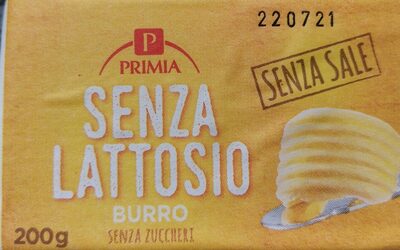 220721
P
PRIMIA
SENZA SALE
SENZA
LATTOSIO
BURRO
SENZA ZUCCHERI
200g